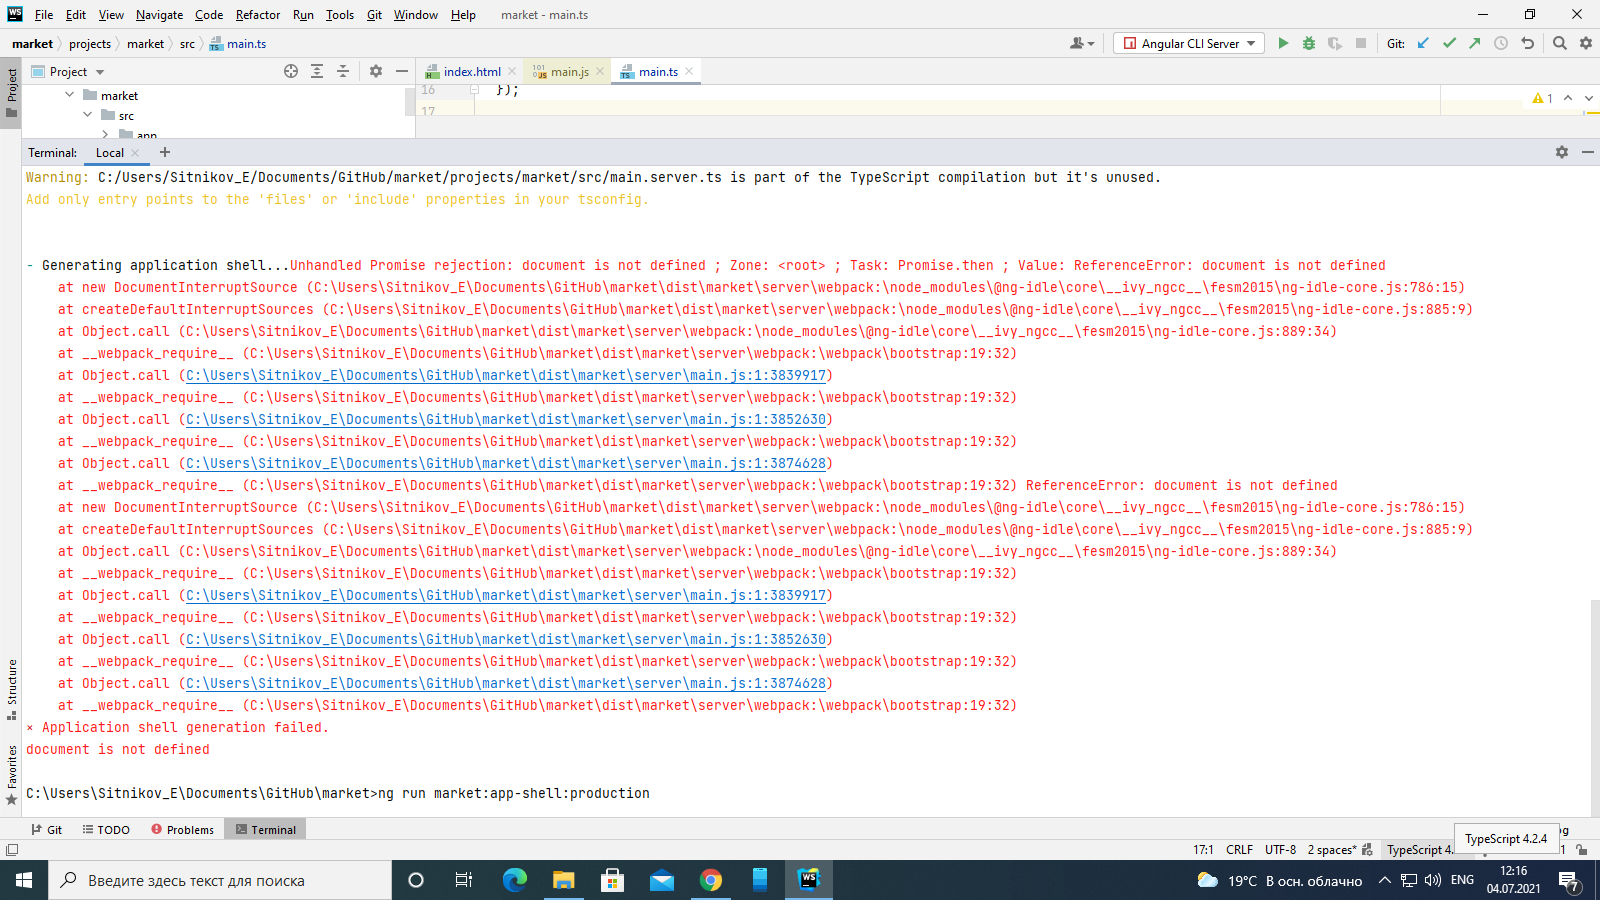 WS File Edit View Navigate Code Refactor Run Tools Git Window Help market - main.ts
market projects market src main.ts Angular CLI Server Git:
Project index.html main.js main.ts
market 16 });
1
src 17
app
Terminal: Local
Warning: C:/Users/Sitnikov_E/Documents/GitHub/market/projects/market/src/main.server.ts is part of the TypeScript compilation but it's unused.
Add only entry points to the 'files' or 'include' properties in your tsconfig.
- Generating application shell...Unhandled Promise rejection: document is not defined ; Zone: <root> ; Task: Promise.then ; Value: ReferenceError: document is not defined
at new DocumentInterruptSource (C:\Users\Sitnikov_E\Documents\GitHub\market\dist\market\server\webpack:\node_modules\@ng-idle\core\__ivy_ngcc__\fesm2015\ng-idle-core.js:786:15)
at createDefaultInterruptSources (C:\Users\Sitnikov_E\Documents\GitHub\market\dist\market\server\webpack:\node_modules\@ng-idle\core\__ivy_ngcc__\fesm2015\ng-idle-core.js:885:9)
at Object.call (C:\Users\Sitnikov_E\Documents\GitHub\market\dist\market\server\webpack:\node_modules\@ng-idle\core\__ivy_ngcc__\fesm2015\ng-idle-core.js:889:34)
at __webpack_require__ (C:\Users\Sitnikov_E\Documents\GitHub\market\dist\market\server\webpack:\webpack\bootstrap:19:32)
at Object.call (C:\Users\Sitnikov_E\Documents\GitHub\market\dist\market\server\main.js:1:3839917)
at __webpack_require__ (C:\Users\Sitnikov_E\Documents\GitHub\market\dist\market\server\webpack:\webpack\bootstrap:19:32)
at Object.call (C:\Users\Sitnikov_E\Documents\GitHub\market\dist\market\server\main.js:1:3852630)
at __webpack_require__ (C:\Users\Sitnikov_E\Documents\GitHub\market\dist\market\server\webpack:\webpack\bootstrap:19:32)
at Object.call (C:\Users\Sitnikov_E\Documents\GitHub\market\dist\market\server\main.js:1:3874628)
at __webpack_require__ (C:\Users\Sitnikov_E\Documents\GitHub\market\dist\market\server\webpack:\webpack\bootstrap:19:32) ReferenceError: document is not defined
at new DocumentInterruptSource (C:\Users\Sitnikov_E\Documents\GitHub\market\dist\market\server\webpack:\node_modules\@ng-idle\core\__ivy_ngcc__\fesm2015\ng-idle-core.js:786:15)
at createDefaultInterruptSources (C:\Users\Sitnikov_E\Documents\GitHub\market\dist\market\server\webpack:\node_modules\@ng-idle\core\__ivy_ngcc__\fesm2015\ng-idle-core.js:885:9)
at Object.call (C:\Users\Sitnikov_E\Documents\GitHub\market\dist\market\server\webpack:\node_modules\@ng-idle\core\__ivy_ngcc__\fesm2015\ng-idle-core.js:889:34)
at __webpack_require__ (C:\Users\Sitnikov_E\Documents\GitHub\market\dist\market\server\webpack:\webpack\bootstrap:19:32)
at Object.call (C:\Users\Sitnikov_E\Documents\GitHub\market\dist\market\server\main.js:1:3839917)
at __webpack_require__ (C:\Users\Sitnikov_E\Documents\GitHub\market\dist\market\server\webpack:\webpack\bootstrap:19:32)
at Object.call (C:\Users\Sitnikov_E\Documents\GitHub\market\dist\market\server\main.js:1:3852630)
at __webpack_require__ (C:\Users\Sitnikov_E\Documents\GitHub\market\dist\market\server\webpack:\webpack\bootstrap:19:32)
at Object.call (C:\Users\Sitnikov_E\Documents\GitHub\market\dist\market\server\main.js:1:3874628)
at __webpack_require__ (C:\Users\Sitnikov_E\Documents\GitHub\market\dist\market\server\webpack:\webpack\bootstrap:19:32)
× Application shell generation failed.
document is not defined
C:\Users\Sitnikov_E\Documents\GitHub\market>ng run market:app-shell:production
Project
Structure
Favorites
Git TODO Problems Terminal
TypeScript 4.2.4
17:1 CRLF UTF-8 2 spaces* TypeScript 4.
Введите здесь текст для поиска WS 19°C В осн. облачно ENG 12:16
04.07.2021 7